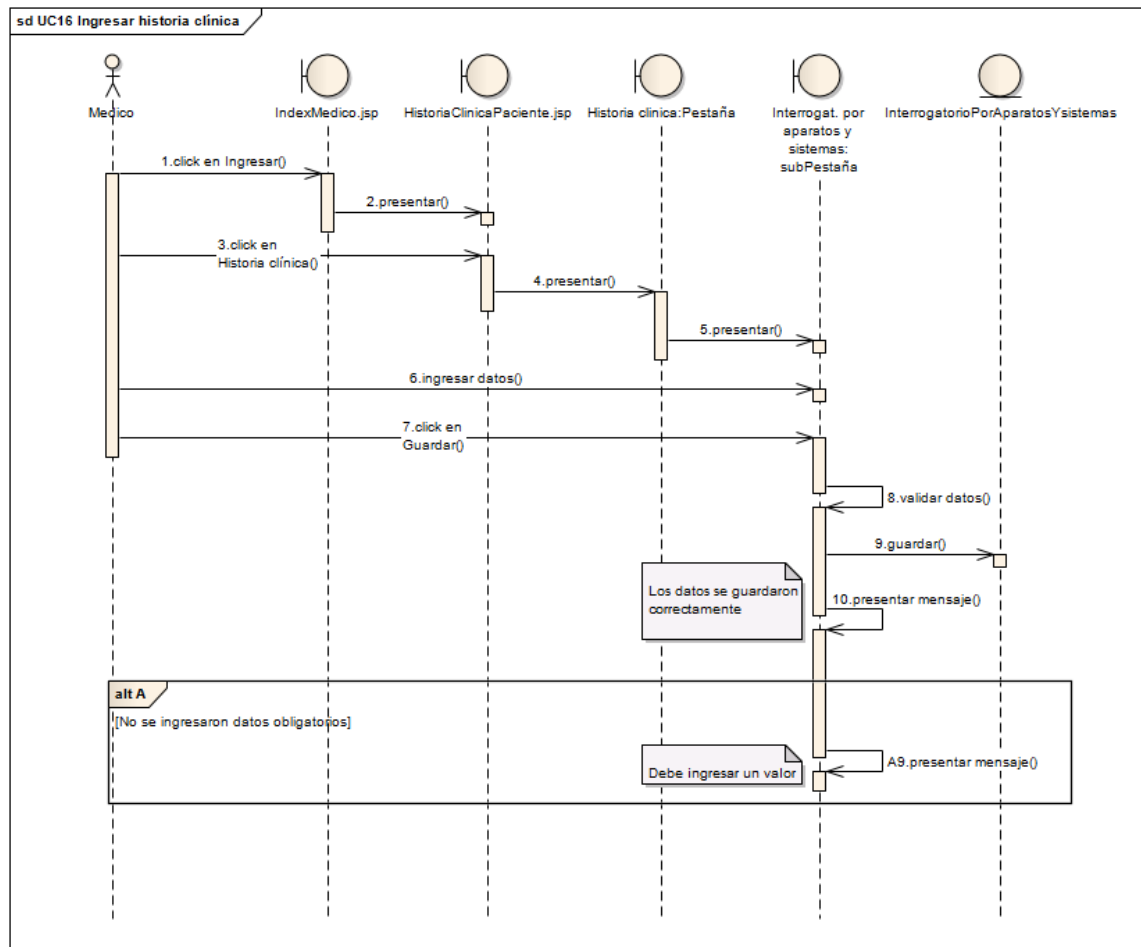 sd UC16 Ingresar historia clínica
Medico
IndexMedico.jsp
HistoriaClinicaPaciente.jsp
Historia clinica:Pestaña
Interrogat. por
aparatos y
sistemas:
subPestaña
InterrogatorioPorAparatosYsistemas
1.click en Ingresar()
2.presentar()
3.click en
Historia clínica()
4.presentar()
5.presentar()
6.ingresar datos()
7.click en
Guardar()
8.validar datos()
9.guardar()
Los datos se guardaron
correctamente
10.presentar mensaje()
alt A
[No se ingresaron datos obligatorios]
A9.presentar mensaje()
Debe ingresar un valor